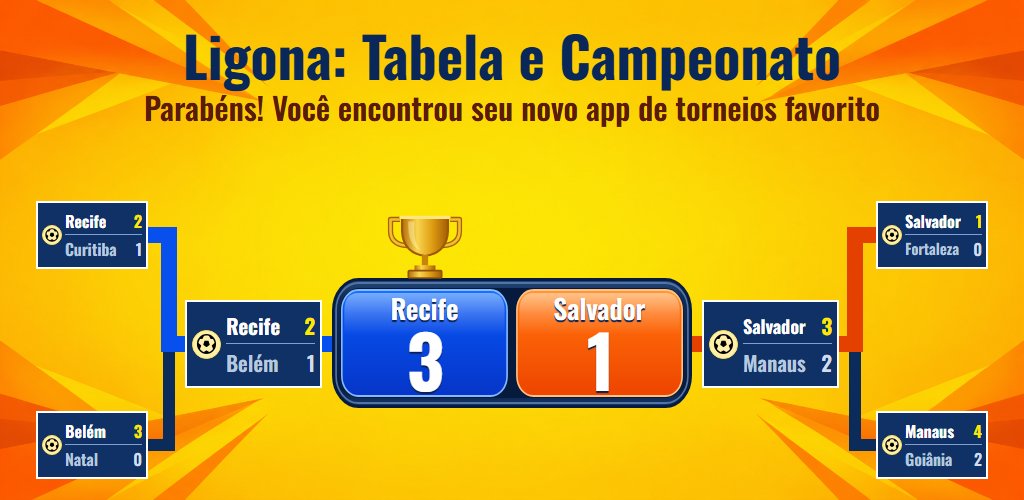 Ligona: Tabela e Campeonato
Parabéns! Você encontrou seu novo app de torneios favorito
Recife 2
Curitiba 1
Belém 3
Natal 0
Recife 2
Belém 1
Recife
3
Salvador
1
Salvador 3
Manaus 2
Salvador 1
Fortaleza 0
Manaus 4
Goiânia 2